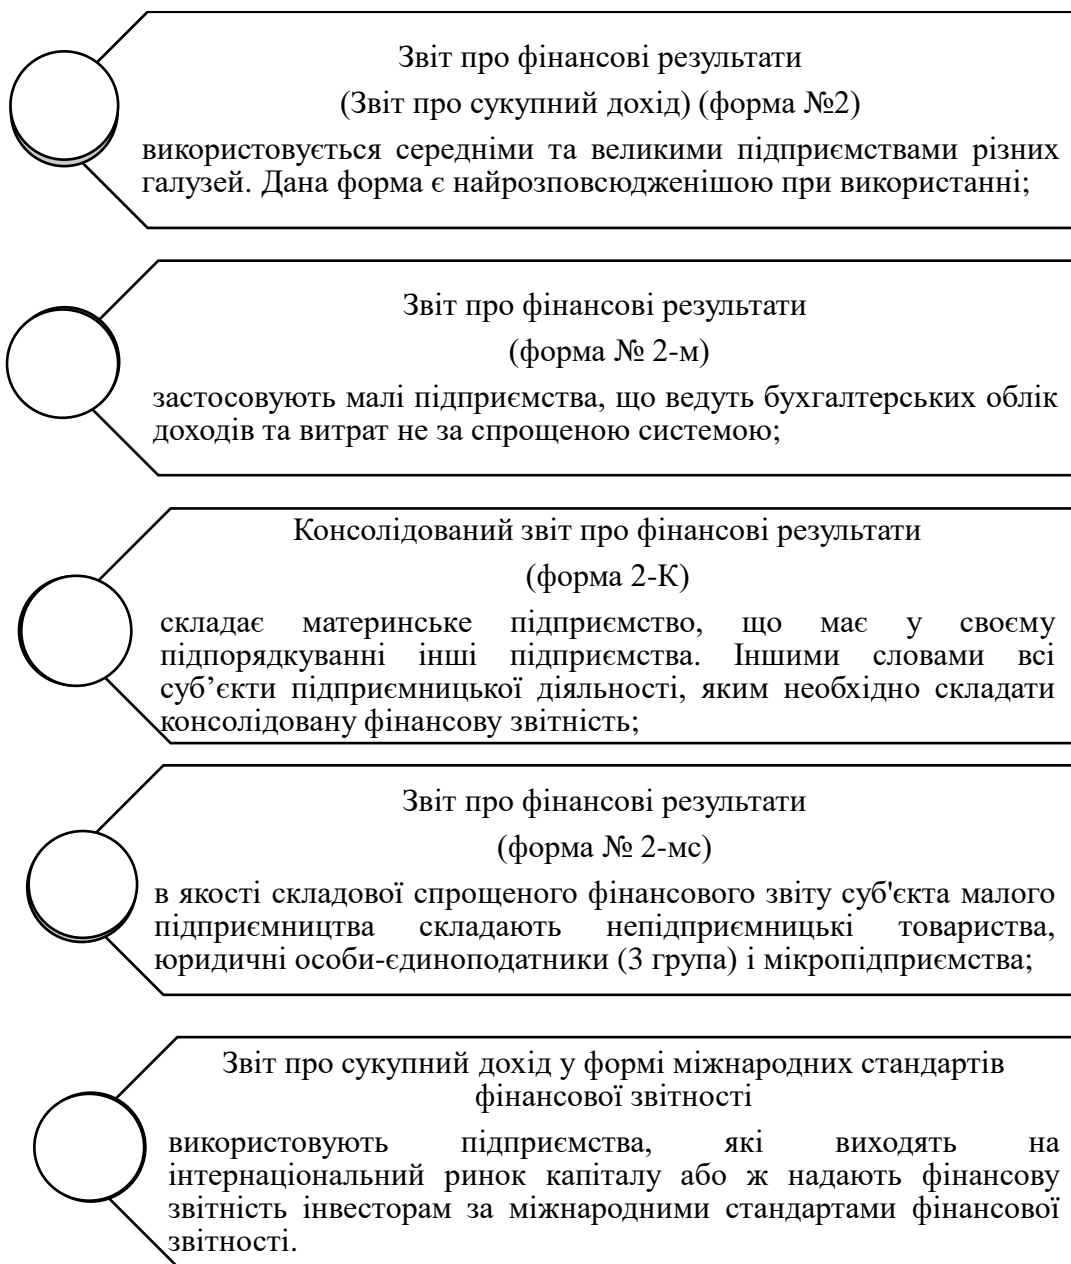 Звіт про фінансові результати
(Звіт про сукупний дохід) (форма №2)
використовується середніми та великими підприємствами різних
галузей. Дана форма є найрозповсюдженішою при використанні;
Звіт про фінансові результати
(форма № 2-м)
застосовують малі підприємства, що ведуть бухгалтерських облік
доходів та витрат не за спрощеною системою;
Консолідований звіт про фінансові результати
(форма 2-К)
складає материнське підприємство, що має у своєму
підпорядкуванні інші підприємства. Іншими словами всі
суб’єкти підприємницької діяльності, яким необхідно складати
консолідовану фінансову звітність;
Звіт про фінансові результати
(форма № 2-мс)
в якості складової спрощеного фінансового звіту суб'єкта малого
підприємництва складають непідприємницькі товариства,
юридичні особи-єдиноподатники (3 група) і мікропідприємства;
Звіт про сукупний дохід у формі міжнародних стандартів
фінансової звітності
використовують підприємства, які виходять на
інтернаціональний ринок капіталу або ж надають фінансову
звітність інвесторам за міжнародними стандартами фінансової
звітності.